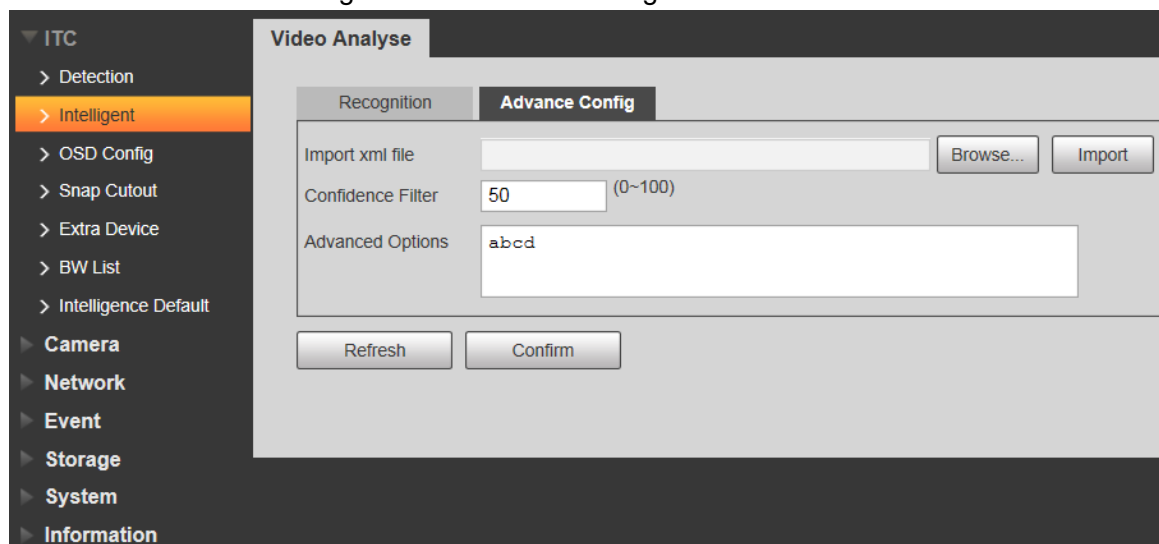 ITC
Detection
Intelligent
OSD Config
Snap Cutout
Extra Device
BW List
Intelligence Default
Camera
Network
Event
Storage
System
Information
Video Analyse
Recognition Advance Config
Import xml file Browse... Import
Confidence Filter 50 (0~100)
Advanced Options abcd
Refresh Confirm